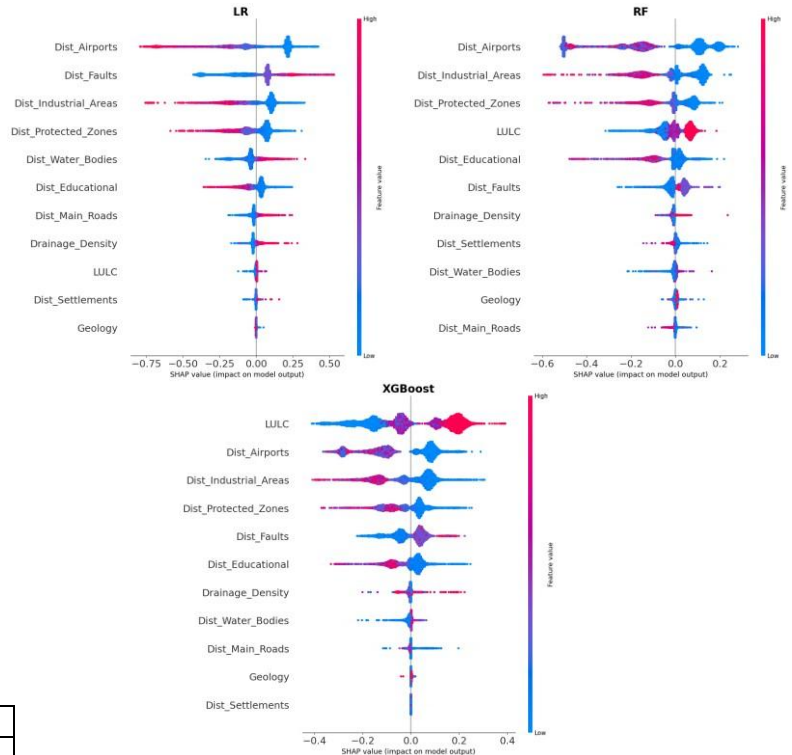 LR
High
Dist_Airports
Dist_Faults
Dist_Industrial_Areas
Dist_Protected_Zones
Dist_Water_Bodies
Dist_Educational
Dist_Main_Roads
Drainage_Density
LULC
Dist_Settlements
Geology
Feature value
Low
−0.75 −0.50 −0.25 0.00 0.25 0.50
SHAP value (impact on model output)
RF
High
Dist_Airports
Dist_Industrial_Areas
Dist_Protected_Zones
LULC
Dist_Educational
Dist_Faults
Drainage_Density
Dist_Settlements
Dist_Water_Bodies
Geology
Dist_Main_Roads
Feature value
Low
−0.6 −0.4 −0.2 0.0 0.2
SHAP value (impact on model output)
XGBoost
High
LULC
Dist_Airports
Dist_Industrial_Areas
Dist_Protected_Zones
Dist_Faults
Dist_Educational
Drainage_Density
Dist_Water_Bodies
Dist_Main_Roads
Geology
Dist_Settlements
Feature value
Low
−0.4 −0.2 0.0 0.2 0.4
SHAP value (impact on model output)